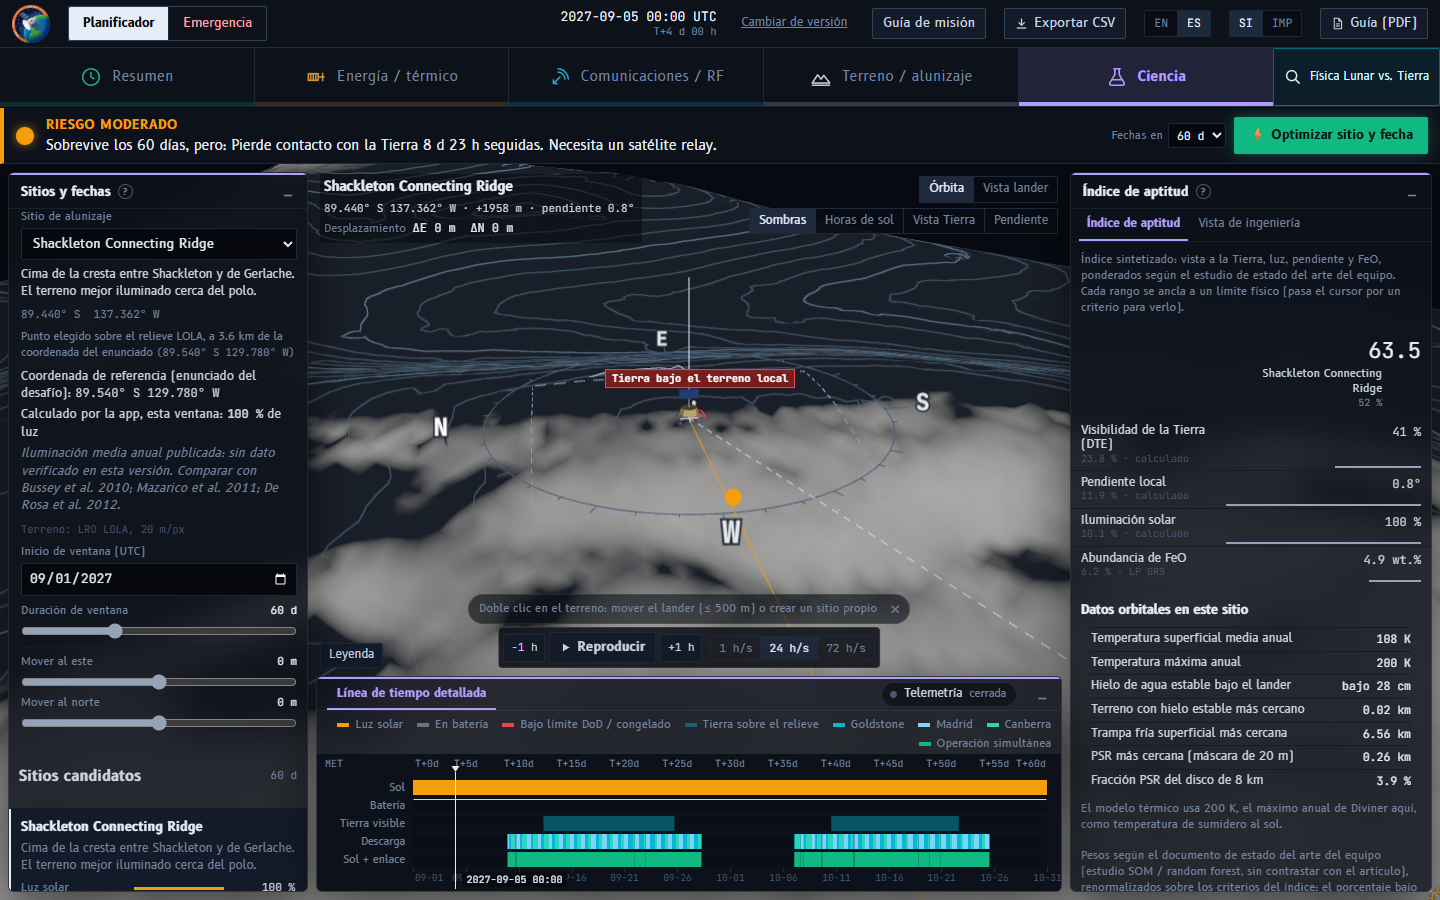 Planificador
Emergencia
2027-09-05 00:00 UTC
T+4 d 00 h
Cambiar de versión
Guía de misión
Exportar CSV
EN ES
SI IMP
Guía (PDF)
Resumen
Energía / térmico
Comunicaciones / RF
Terreno / alunizaje
Ciencia
Física Lunar vs. Tierra
RIESGO MODERADO
Sobrevive los 60 días, pero: Pierde contacto con la Tierra 8 d 23 h seguidas. Necesita un satélite relay.
Fechas en
60 d
Optimizar sitio y fecha
Sitios y fechas ?
Sitio de alunizaje
Shackleton Connecting Ridge
Cima de la cresta entre Shackleton y de Gerlache.
El terreno mejor iluminado cerca del polo.
89.440° S 137.362° W
Punto elegido sobre el relieve LOLA, a 3.6 km de la
coordenada del enunciado (89.540° S 129.780° W)
Coordenada de referencia (enunciado del
desafío): 89.540° S 129.780° W
Calculado por la app, esta ventana: 100 % de
luz
Iluminación media anual publicada: sin dato
verificado en esta versión. Comparar con
Bussey et al. 2010; Mazarico et al. 2011; De
Rosa et al. 2012.
Terreno: LRO LOLA, 20 m/px
Inicio de ventana (UTC)
09/01/2027
Duración de ventana 60 d
Mover al este 0 m
Mover al norte 0 m
Sitios candidatos 60 d
Shackleton Connecting Ridge
Cima de la cresta entre Shackleton y de Gerlache.
El terreno mejor iluminado cerca del polo.
Luz solar 100 %
Shackleton Connecting Ridge
89.440° S 137.362° W · +1958 m · pendiente 0.8°
Desplazamiento ΔE 0 m ΔN 0 m
Órbita
Vista lander
Sombras
Horas de sol
Vista Tierra
Pendiente
E
Tierra bajo el terreno local
N
S
W
Doble clic en el terreno: mover el lander (≤ 500 m) o crear un sitio propio ×
Leyenda
-1 h
Reproducir
+1 h
1 h/s
24 h/s
72 h/s
Línea de tiempo detallada
Telemetría cerrada
Luz solar
En batería
Bajo límite DoD / congelado
Tierra sobre el relieve
Goldstone
Madrid
Canberra
Operación simultánea
MET T+0d T+5d T+10d T+15d T+20d T+25d T+30d T+35d T+40d T+45d T+50d T+55d T+60d
Sol
Batería
Tierra visible
Descarga
Sol + enlace
09-01 2027-09-05 00:00 09-21 09-26 10-01 10-06 10-11 10-16 10-21 10-26 10-31
Índice de aptitud ?
Índice de aptitud
Vista de ingeniería
Índice sintetizado: vista a la Tierra, luz, pendiente y FeO,
ponderados según el estudio de estado del arte del equipo.
Cada rango se ancla a un límite físico (pasa el cursor por un
criterio para verlo).
63.5
Shackleton Connecting
Ridge
52 %
Visibilidad de la Tierra
(DTE) 41 %
23.8 % · calculado
Pendiente local 0.8°
11.9 % · calculado
Iluminación solar 100 %
10.1 % · calculado
Abundancia de FeO 4.9 wt.%
6.2 % · LP GRS
Datos orbitales en este sitio
Temperatura superficial media anual 108 K
Temperatura máxima anual 200 K
Hielo de agua estable bajo el lander bajo 28 cm
Terreno con hielo estable más cercano 0.02 km
Trampa fría superficial más cercana 6.56 km
PSR más cercana (máscara de 20 m) 0.26 km
Fracción PSR del disco de 8 km 3.9 %
El modelo térmico usa 200 K, el máximo anual de Diviner aquí,
como temperatura de sumidero al sol.
Pesos según el documento de estado del arte del equipo
(estudio SOM / random forest, sin contrastar con el artículo),
renormalizados sobre los criterios del índice: el porcentaje bajo